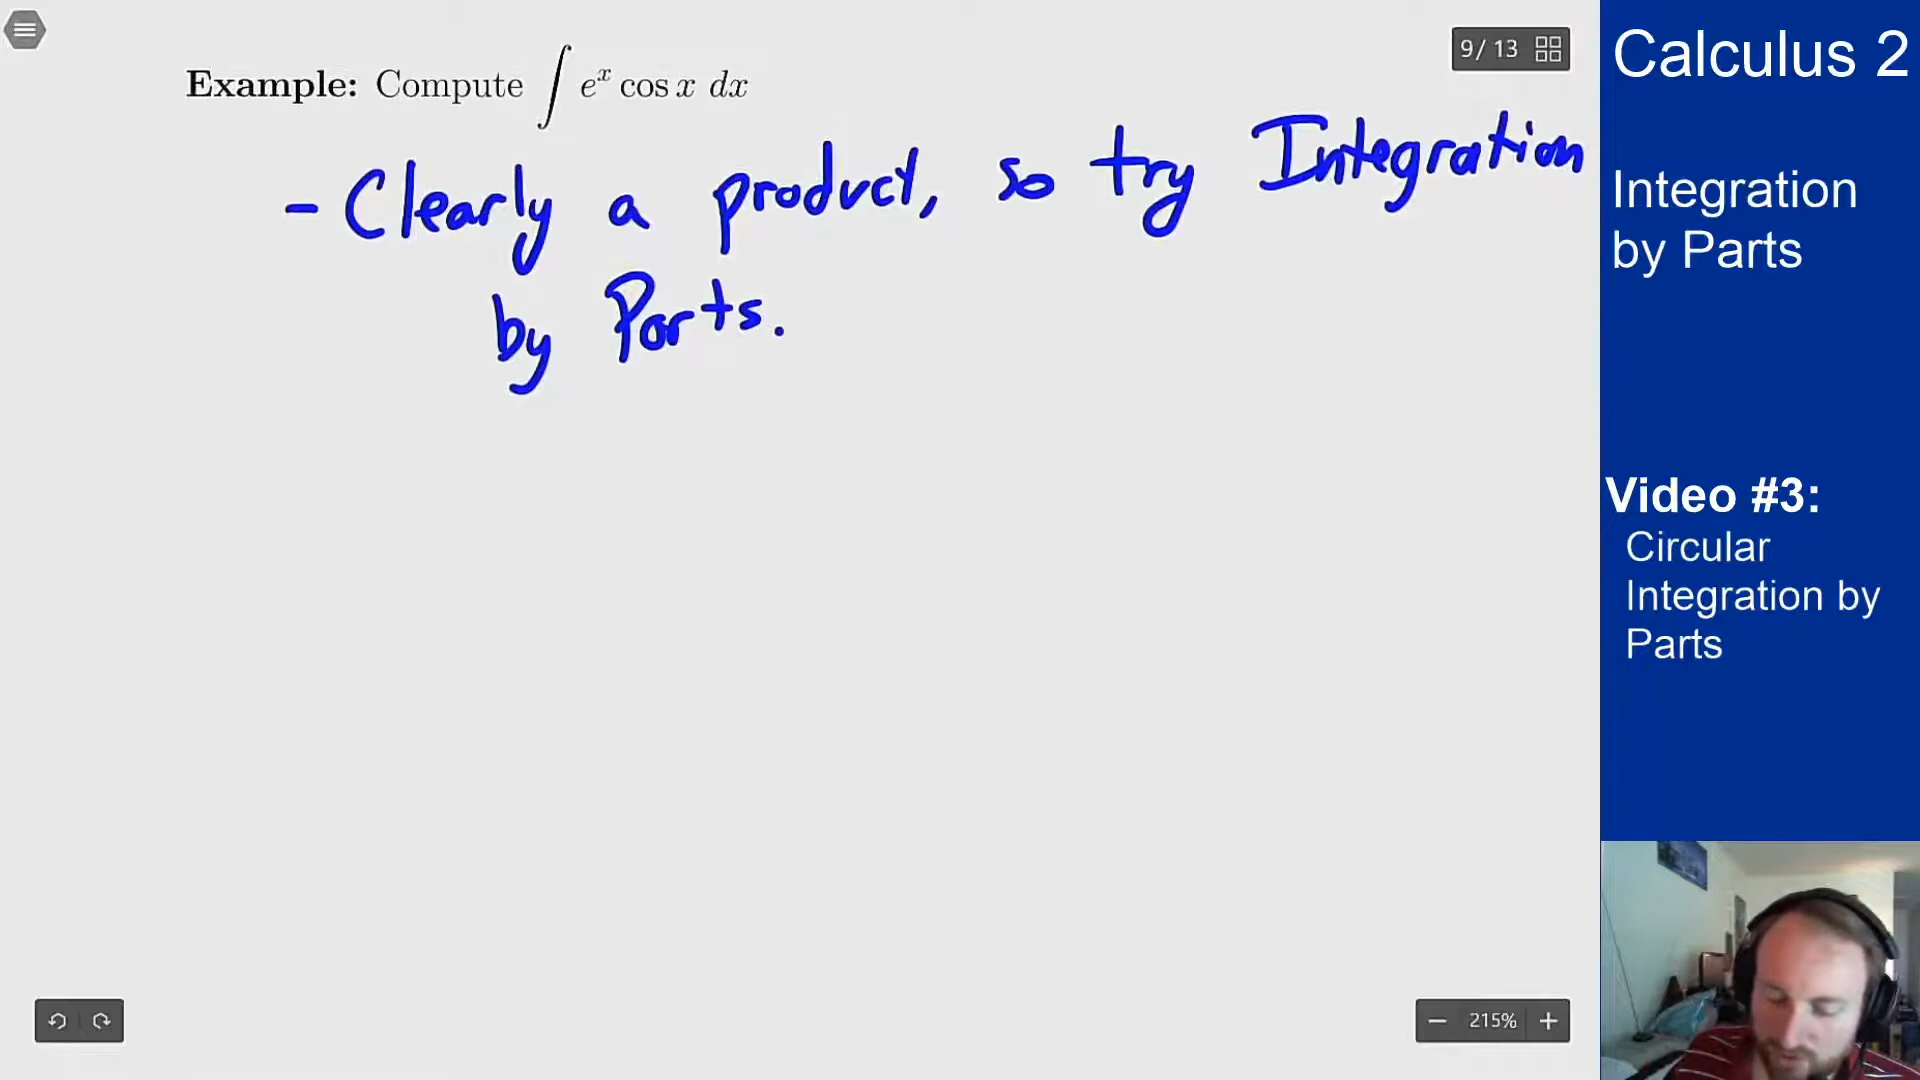 9 / 13
Example: Compute ∫ eˣ cos x dx
- Clearly a product, so try Integration
by Parts.
Calculus 2
Integration
by Parts
Video #3:
Circular
Integration by
Parts
215%